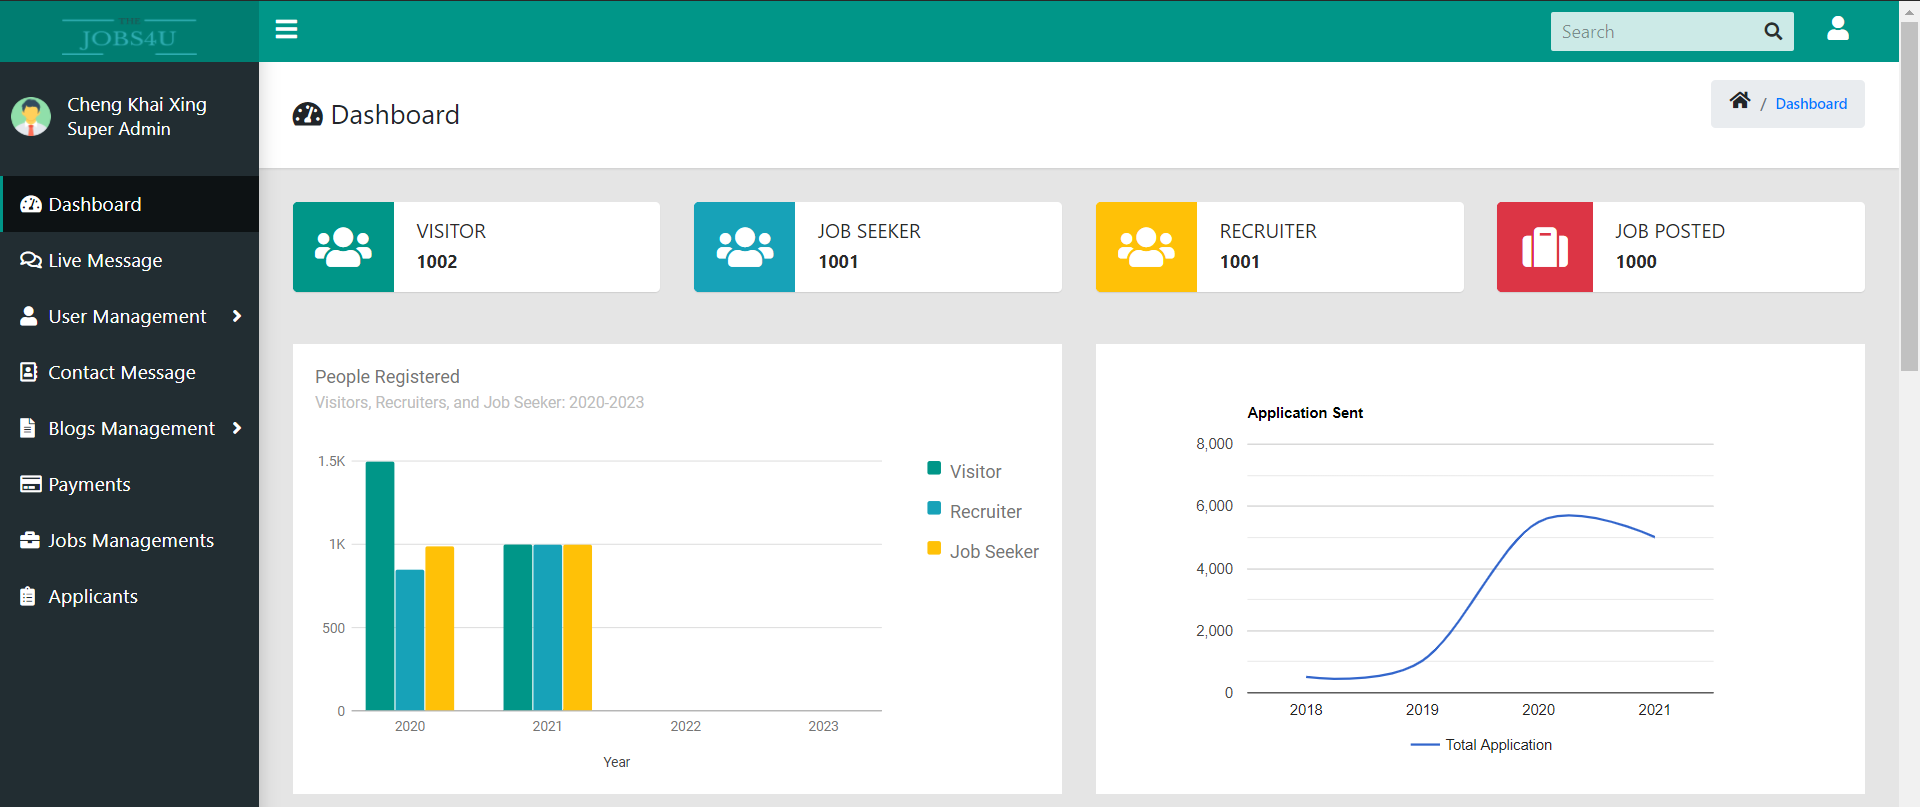 THE
JOBS4U
Search
Cheng Khai Xing
Super Admin
Dashboard
/ Dashboard
Dashboard
Live Message
User Management
Contact Message
Blogs Management
Payments
Jobs Managements
Applicants
VISITOR
1002
JOB SEEKER
1001
RECRUITER
1001
JOB POSTED
1000
People Registered
Visitors, Recruiters, and Job Seeker: 2020-2023
1.5K
1K
500
0
2020 2021 2022 2023
Year
Visitor
Recruiter
Job Seeker
Application Sent
8,000
6,000
4,000
2,000
0
2018 2019 2020 2021
Total Application